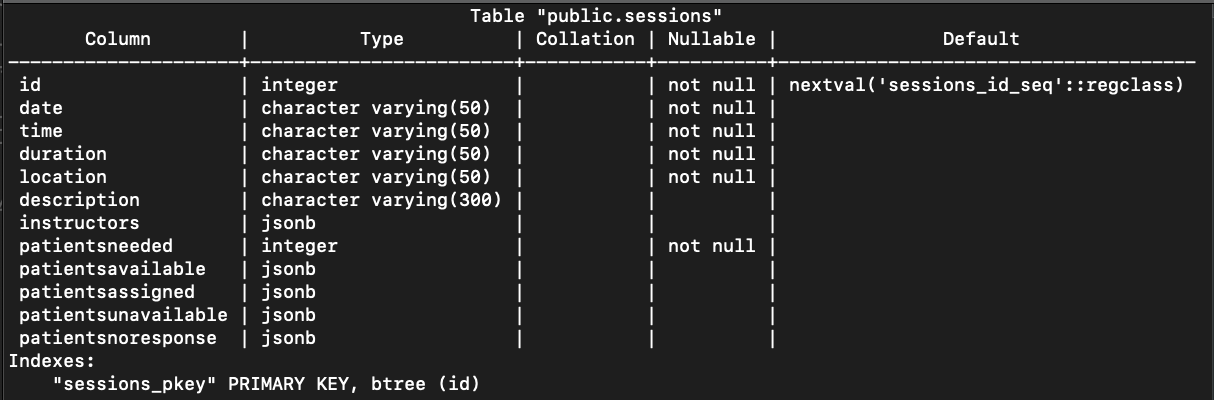 Table "public.sessions"
       Column        |          Type          | Collation | Nullable |               Default
---------------------+------------------------+-----------+----------+--------------------------------------
 id                  | integer                |           | not null | nextval('sessions_id_seq'::regclass)
 date                | character varying(50)  |           | not null |
 time                | character varying(50)  |           | not null |
 duration            | character varying(50)  |           | not null |
 location            | character varying(50)  |           | not null |
 description         | character varying(300) |           |          |
 instructors         | jsonb                  |           |          |
 patientsneeded      | integer                |           | not null |
 patientsavailable   | jsonb                  |           |          |
 patientsassigned    | jsonb                  |           |          |
 patientsunavailable | jsonb                  |           |          |
 patientsnoresponse  | jsonb                  |           |          |
Indexes:
    "sessions_pkey" PRIMARY KEY, btree (id)